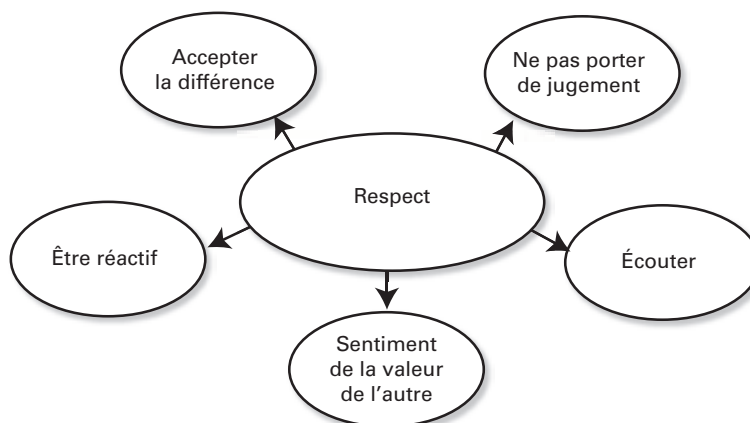 Accepter
la différence
Ne pas porter
de jugement
Respect
Être réactif
Écouter
Sentiment
de la valeur
de l'autre